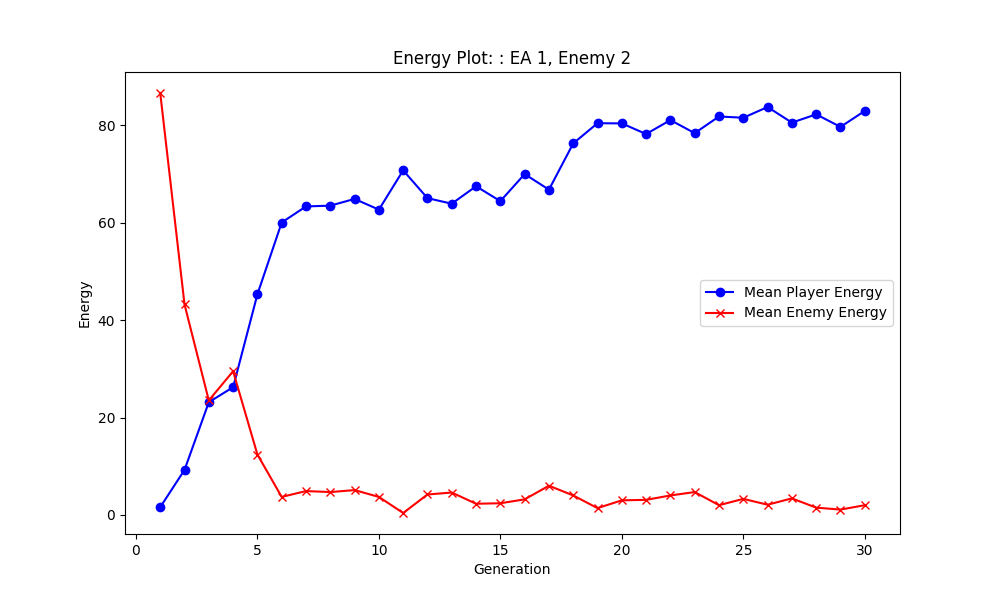 Energy Plot: : EA 1, Enemy 2
80
60
40
20
0
Energy
Mean Player Energy
Mean Enemy Energy
0 5 10 15 20 25 30
Generation